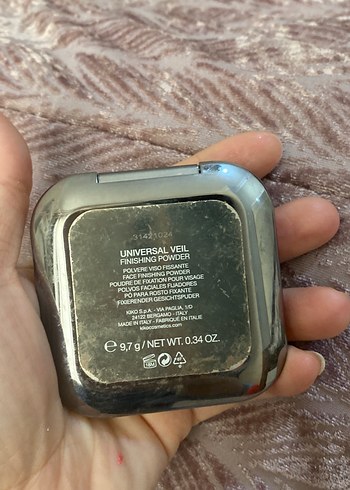 31421024
UNIVERSAL VEIL
FINISHING POWDER
POLVERE VISO FISSANTE
FACE FINISHING POWDER
POUDRE DE FIXATION POUR VISAGE
POLVOS FACIALES FIJADORES
PÓ PARA ROSTO FIXANTE
FIXIERENDER GESICHTSPUDER
KIKO S.p.A. - VIA PAGLIA, 1/D
24122 BERGAMO - ITALY
MADE IN ITALY - FABRIQUÉ EN ITALIE
kikocosmetics.com
℮ 9,7 g / NET WT. 0.34 OZ.
18M